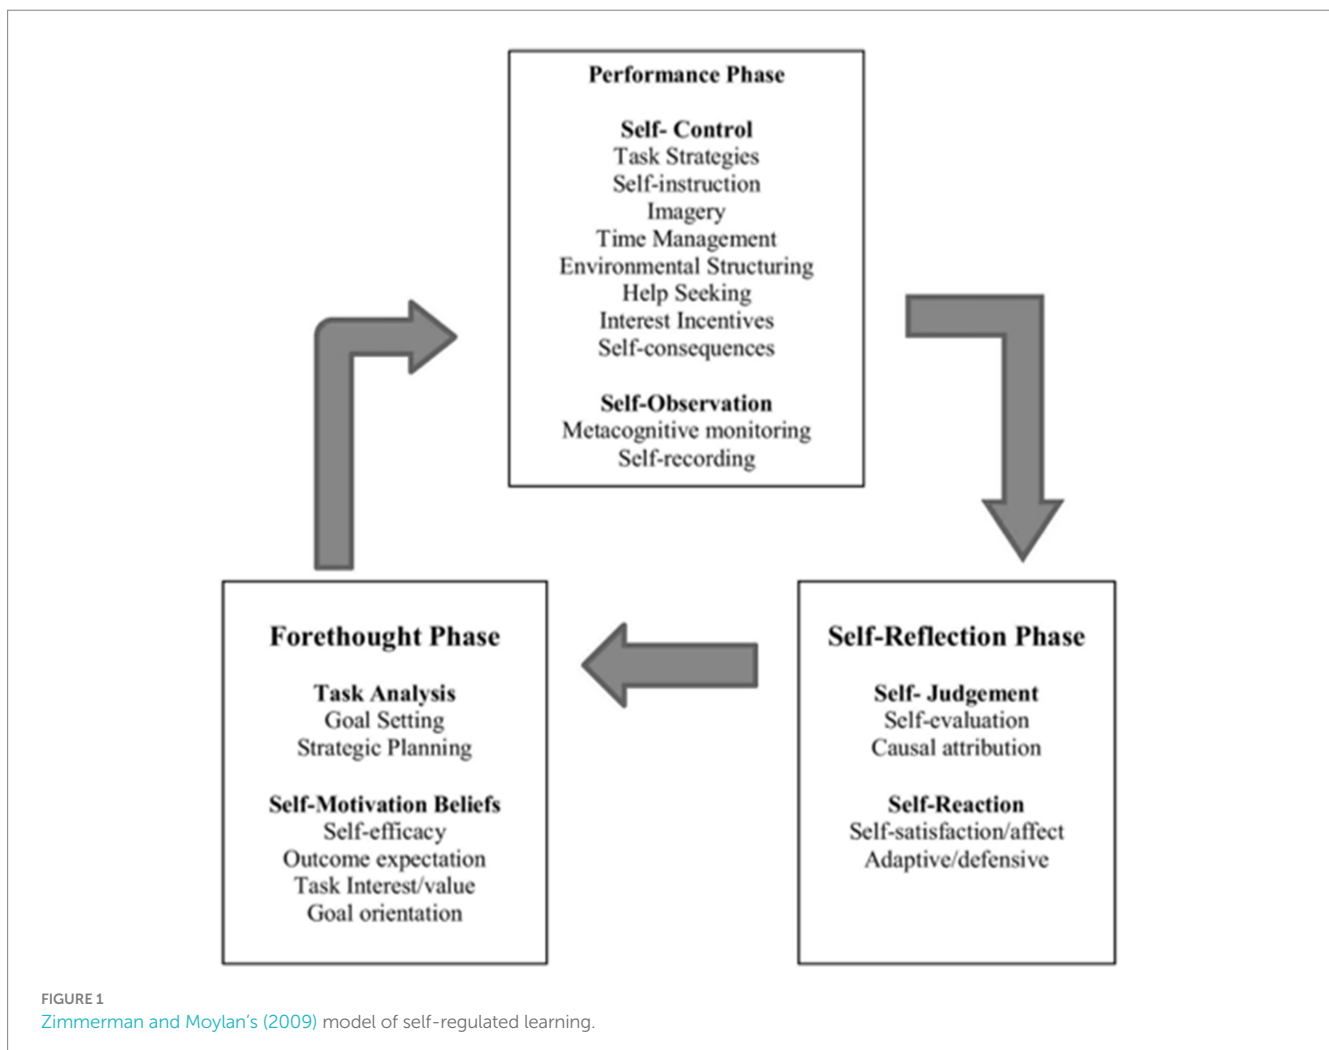 Performance Phase
Self- Control
Task Strategies
Self-instruction
Imagery
Time Management
Environmental Structuring
Help Seeking
Interest Incentives
Self-consequences
Self-Observation
Metacognitive monitoring
Self-recording
Forethought Phase
Task Analysis
Goal Setting
Strategic Planning
Self-Motivation Beliefs
Self-efficacy
Outcome expectation
Task Interest/value
Goal orientation
Self-Reflection Phase
Self- Judgement
Self-evaluation
Causal attribution
Self-Reaction
Self-satisfaction/affect
Adaptive/defensive
FIGURE 1
Zimmerman and Moylan’s (2009) model of self-regulated learning.